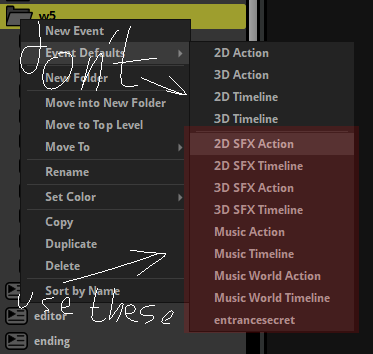 w5
New Event
Event Defaults
New Folder
Move into New Folder
Move to Top Level
Move To
Rename
Set Color
Copy
Duplicate
Delete
Sort by Name
2D Action
3D Action
2D Timeline
3D Timeline
2D SFX Action
2D SFX Timeline
3D SFX Action
3D SFX Timeline
Music Action
Music Timeline
Music World Action
Music World Timeline
entrancesecret
don't
use these
editor
ending